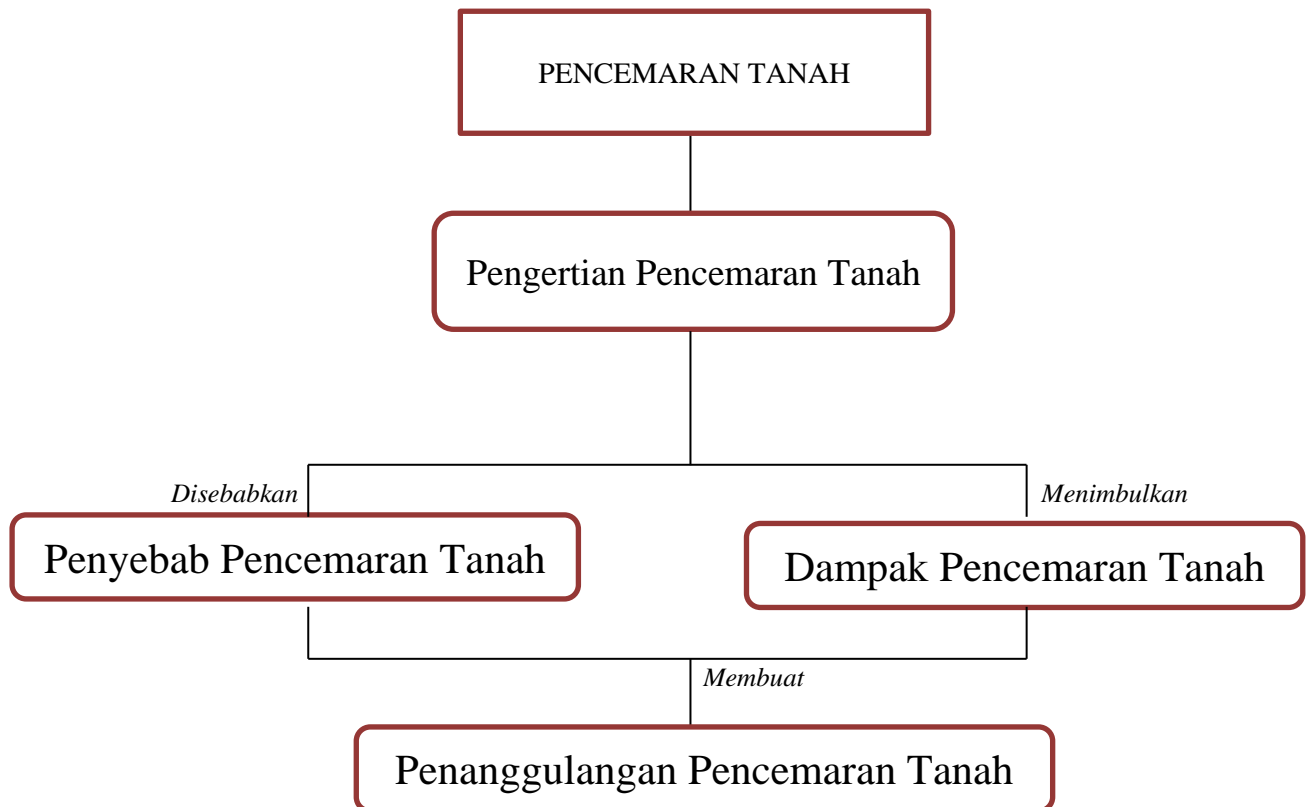 PENCEMARAN TANAH
Pengertian Pencemaran Tanah
Disebabkan
Menimbulkan
Penyebab Pencemaran Tanah
Dampak Pencemaran Tanah
Membuat
Penanggulangan Pencemaran Tanah